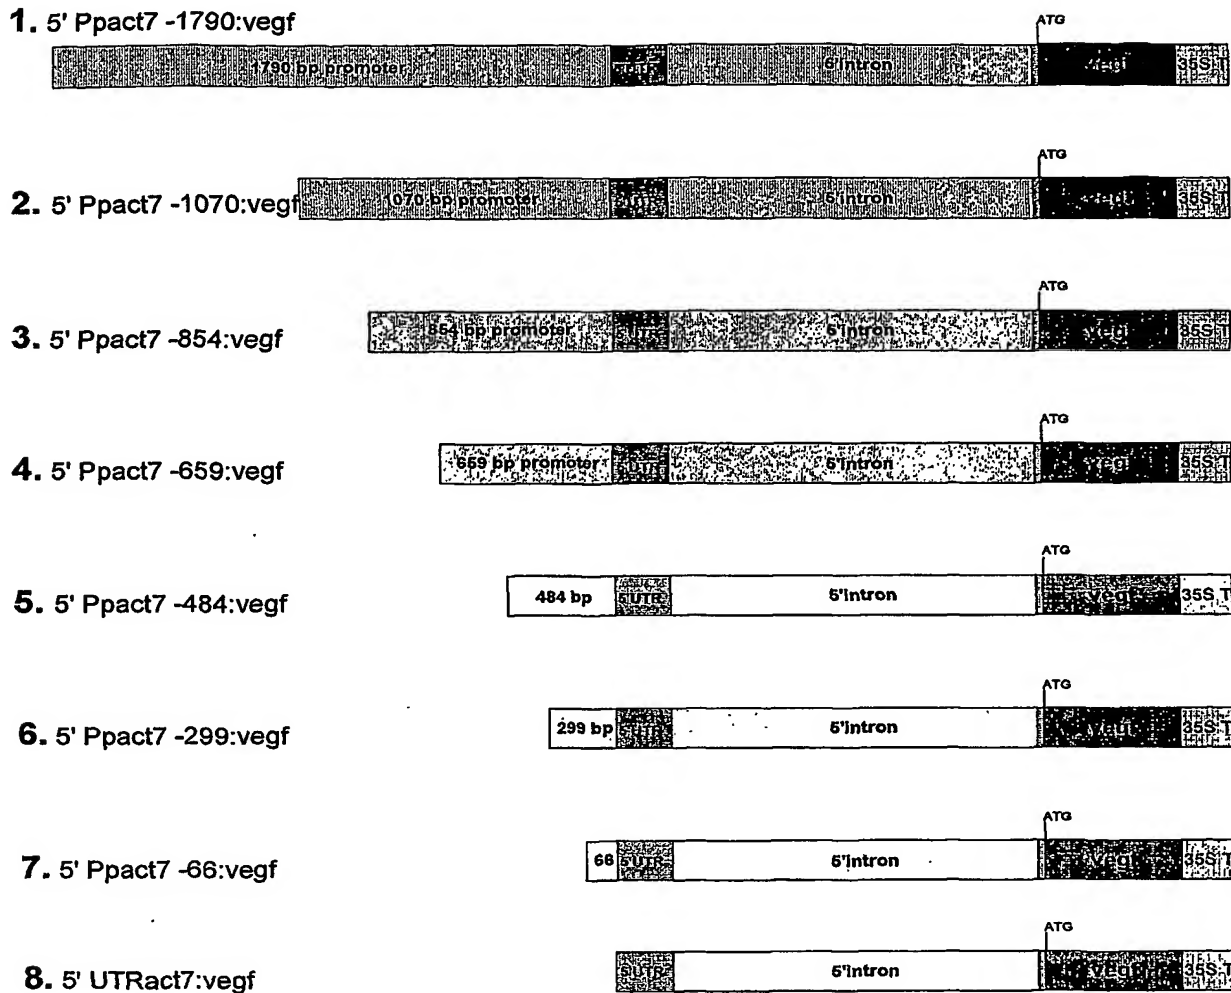 1. 5' Ppact7 -1790:vegf
ATG
1790 bp promoter 5'intron vegf 35S T
ATG
2. 5' Ppact7 -1070:vegf 1070 bp promoter UTR 5'intron vegf 35S T
ATG
3. 5' Ppact7 -854:vegf 854 bp promoter UTR 5'intron vegf 35S T
ATG
4. 5' Ppact7 -659:vegf 659 bp promoter 5'UTR 5'intron vegf 35S T
ATG
5. 5' Ppact7 -484:vegf 484 bp 5'UTR 5'intron vegf 35S T
ATG
6. 5' Ppact7 -299:vegf 299 bp 5'UTR 5'intron vegf 35S T
ATG
7. 5' Ppact7 -66:vegf 66 5'UTR 5'intron vegf 35S T
ATG
8. 5' UTRact7:vegf 5'UTR 5'intron vegf 35S T